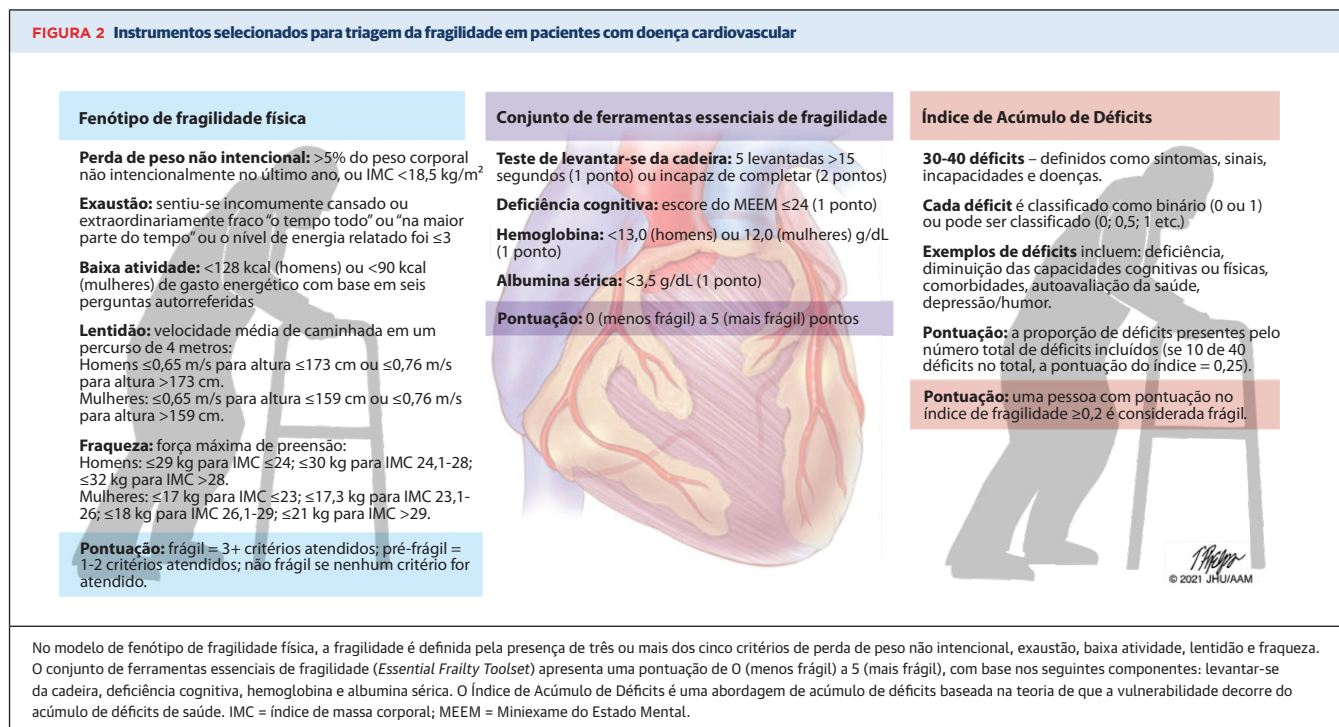 FIGURA 2 Instrumentos selecionados para triagem da fragilidade em pacientes com doença cardiovascular
Fenótipo de fragilidade física
Perda de peso não intencional: >5% do peso corporal
não intencionalmente no último ano, ou IMC <18,5 kg/m²
Exaustão: sentiu-se incomumente cansado ou
extraordinariamente fraco "o tempo todo" ou "na maior
parte do tempo" ou o nível de energia relatado foi ≤3
Baixa atividade: <128 kcal (homens) ou <90 kcal
(mulheres) de gasto energético com base em seis
perguntas autorreferidas
Lentidão: velocidade média de caminhada em um
percurso de 4 metros:
Homens ≤0,65 m/s para altura ≤173 cm ou ≤0,76 m/s
para altura >173 cm.
Mulheres: ≤0,65 m/s para altura ≤159 cm ou ≤0,76 m/s
para altura >159 cm.
Fraqueza: força máxima de preensão:
Homens: ≤29 kg para IMC ≤24; ≤30 kg para IMC 24,1-28;
≤32 kg para IMC >28.
Mulheres: ≤17 kg para IMC ≤23; ≤17,3 kg para IMC 23,1-
26; ≤18 kg para IMC 26,1-29; ≤21 kg para IMC >29.
Pontuação: frágil = 3+ critérios atendidos; pré-frágil =
1-2 critérios atendidos; não frágil se nenhum critério for
atendido.
Conjunto de ferramentas essenciais de fragilidade
Teste de levantar-se da cadeira: 5 levantadas >15
segundos (1 ponto) ou incapaz de completar (2 pontos)
Deficiência cognitiva: escore do MEEM ≤24 (1 ponto)
Hemoglobina: <13,0 (homens) ou 12,0 (mulheres) g/dL
(1 ponto)
Albumina sérica: <3,5 g/dL (1 ponto)
Pontuação: 0 (menos frágil) a 5 (mais frágil) pontos
Índice de Acúmulo de Déficits
30-40 déficits – definidos como sintomas, sinais,
incapacidades e doenças.
Cada déficit é classificado como binário (0 ou 1)
ou pode ser classificado (0; 0,5; 1 etc.)
Exemplos de déficits incluem: deficiência,
diminuição das capacidades cognitivas ou físicas,
comorbidades, autoavaliação da saúde,
depressão/humor.
Pontuação: a proporção de déficits presentes pelo
número total de déficits incluídos (se 10 de 40
déficits no total, a pontuação do índice = 0,25).
Pontuação: uma pessoa com pontuação no
índice de fragilidade ≥0,2 é considerada frágil.
© 2021 JHU/AAM
No modelo de fenótipo de fragilidade física, a fragilidade é definida pela presença de três ou mais dos cinco critérios de perda de peso não intencional, exaustão, baixa atividade, lentidão e fraqueza.
O conjunto de ferramentas essenciais de fragilidade (Essential Frailty Toolset) apresenta uma pontuação de 0 (menos frágil) a 5 (mais frágil), com base nos seguintes componentes: levantar-se
da cadeira, deficiência cognitiva, hemoglobina e albumina sérica. O Índice de Acúmulo de Déficits é uma abordagem de acúmulo de déficits baseada na teoria de que a vulnerabilidade decorre do
acúmulo de déficits de saúde. IMC = índice de massa corporal; MEEM = Miniexame do Estado Mental.